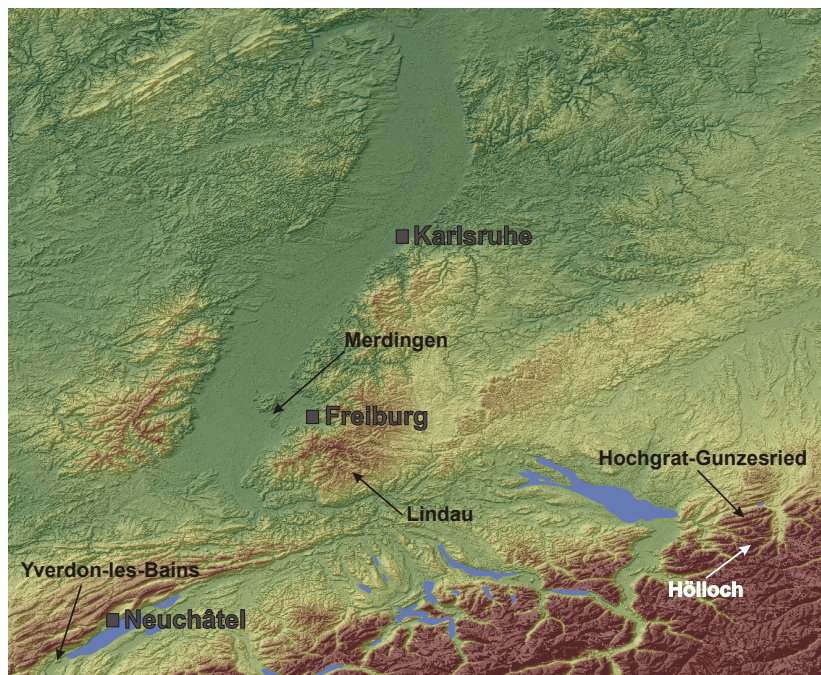 Karlsruhe
Merdingen
Freiburg
Hochgrat-Gunzesried
Lindau
Yverdon-les-Bains
Hölloch
Neuchâtel